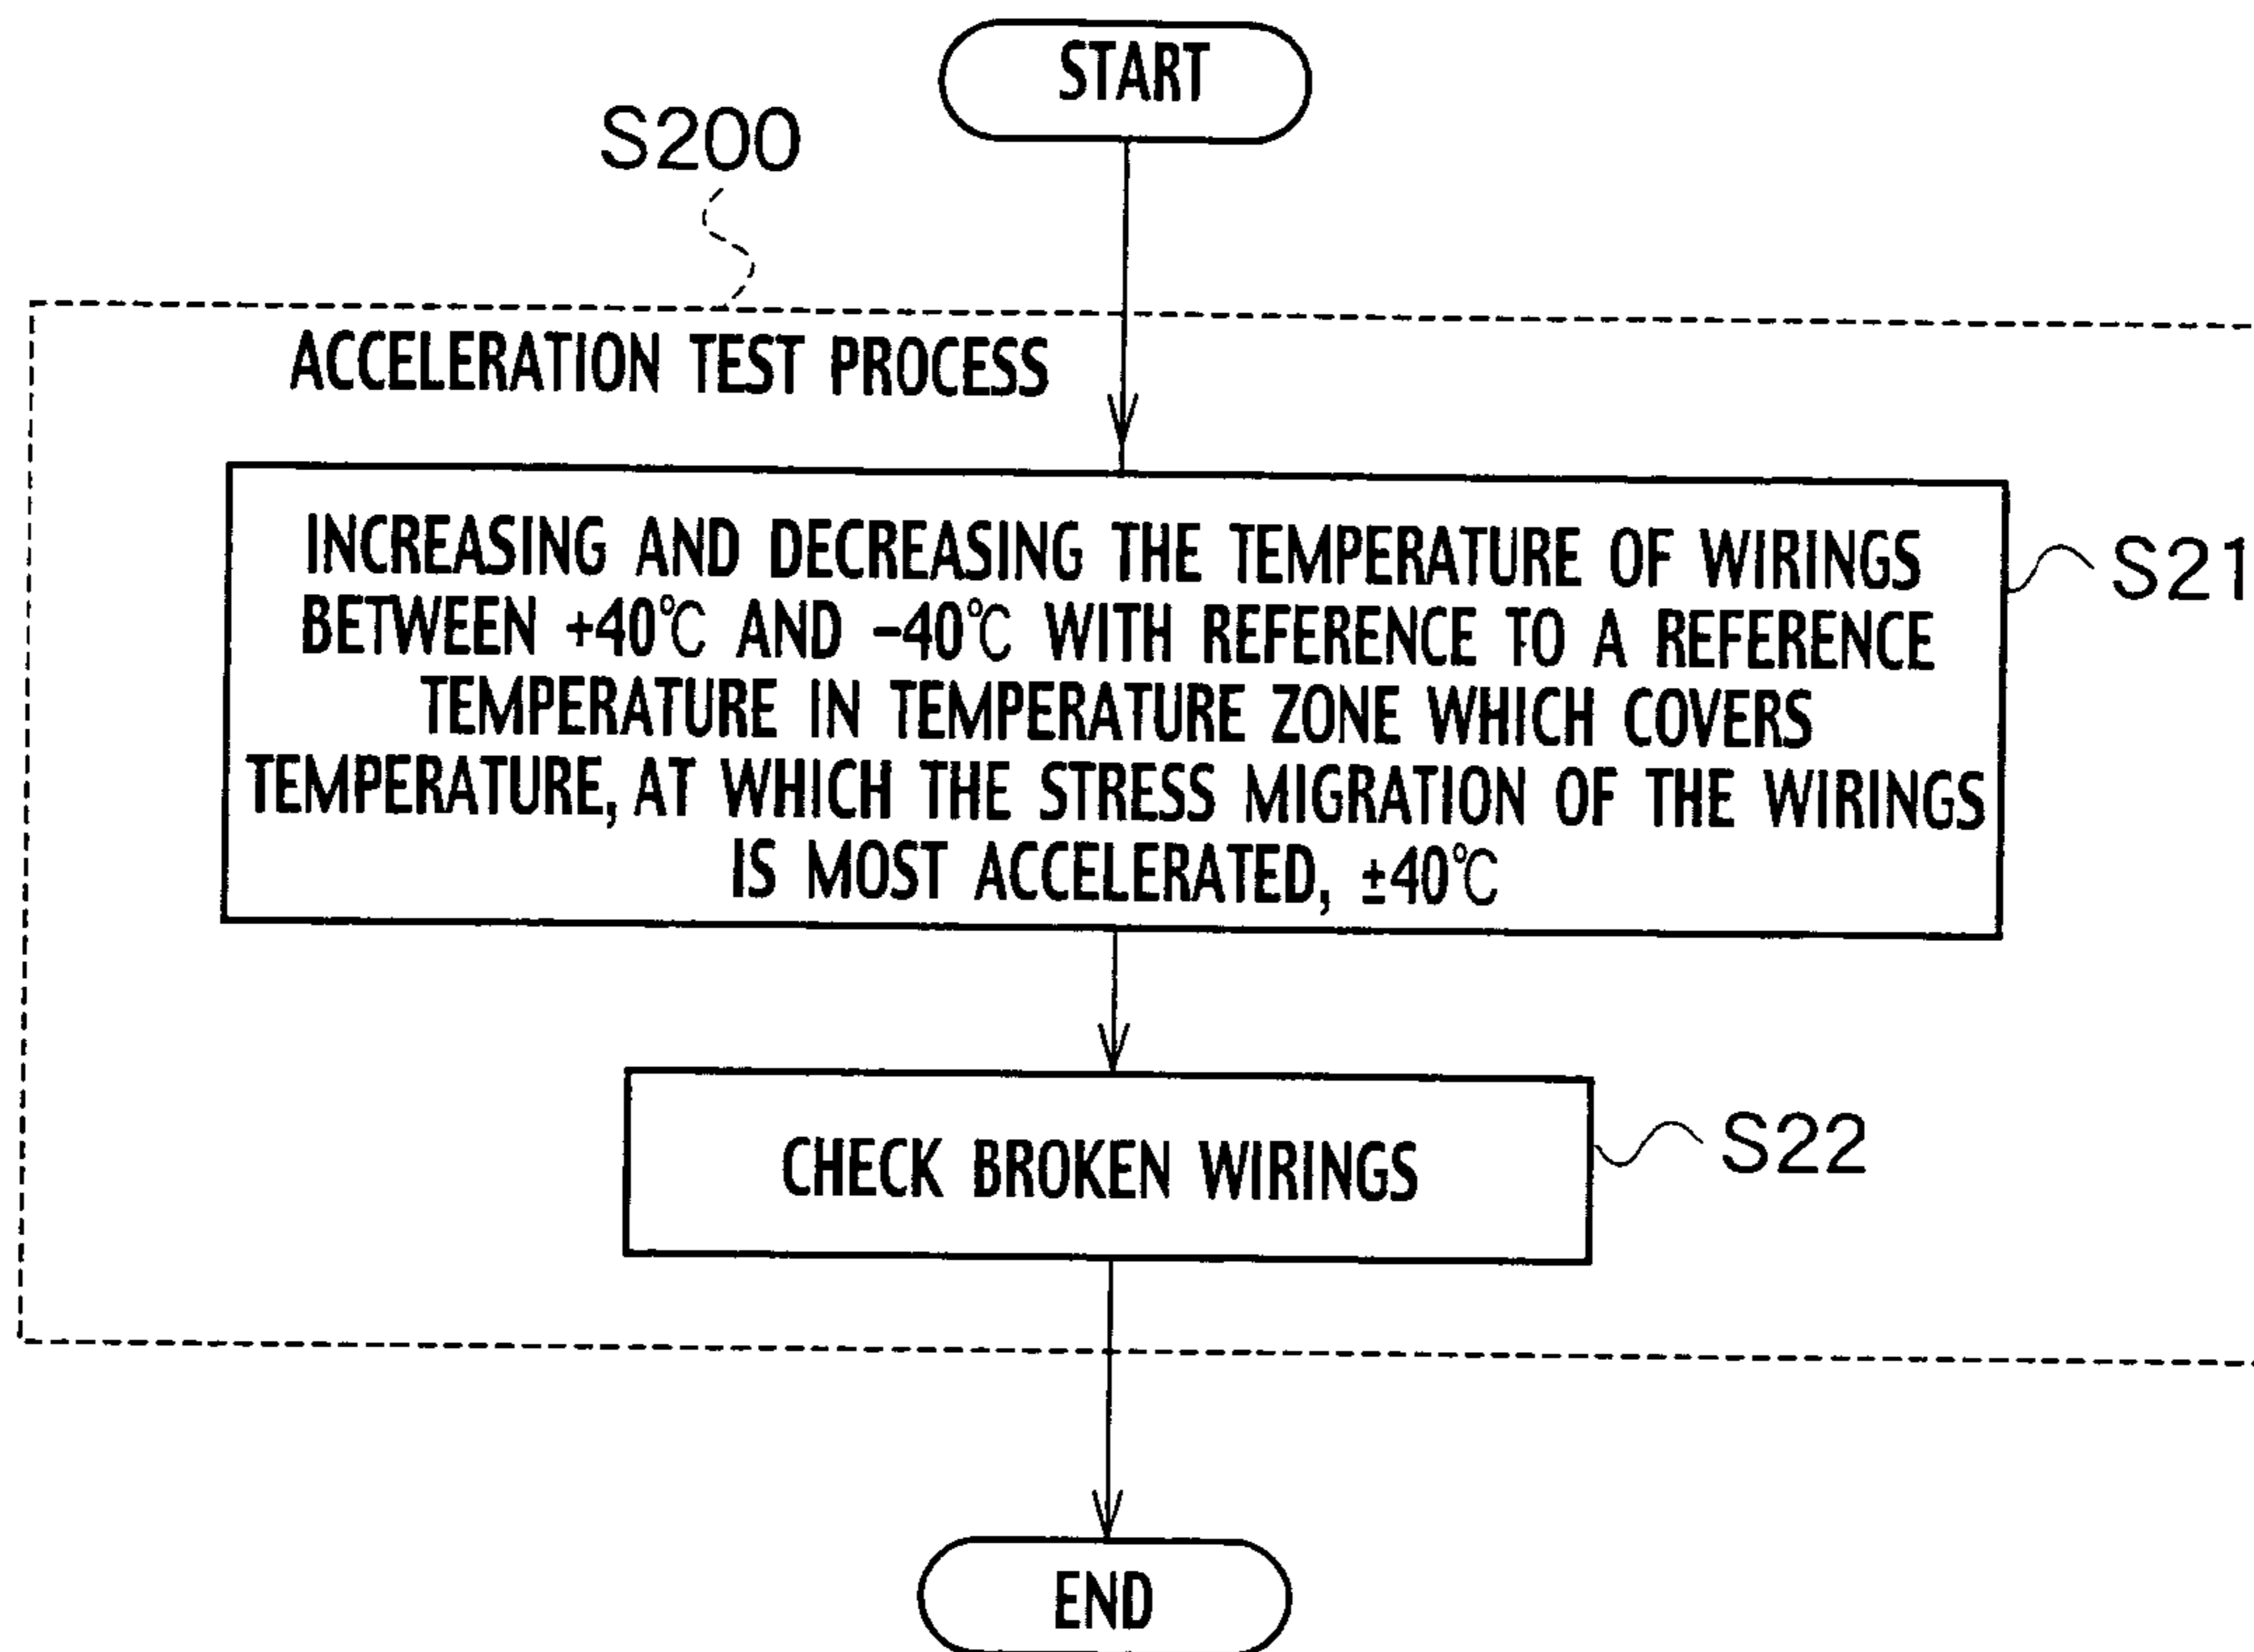 START
S200
ACCELERATION TEST PROCESS
INCREASING AND DECREASING THE TEMPERATURE OF WIRINGS
BETWEEN +40℃ AND −40℃ WITH REFERENCE TO A REFERENCE
TEMPERATURE IN TEMPERATURE ZONE WHICH COVERS
TEMPERATURE, AT WHICH THE STRESS MIGRATION OF THE WIRINGS
IS MOST ACCELERATED, ±40℃
S21
CHECK BROKEN WIRINGS
S22
END